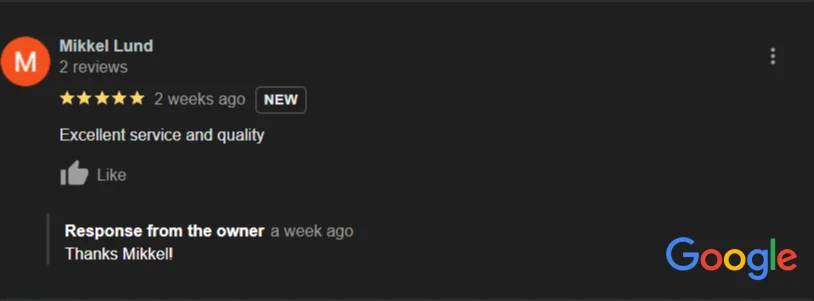 Mikkel Lund
2 reviews
2 weeks ago NEW
Excellent service and quality
Like
Response from the owner a week ago
Thanks Mikkel!
Google